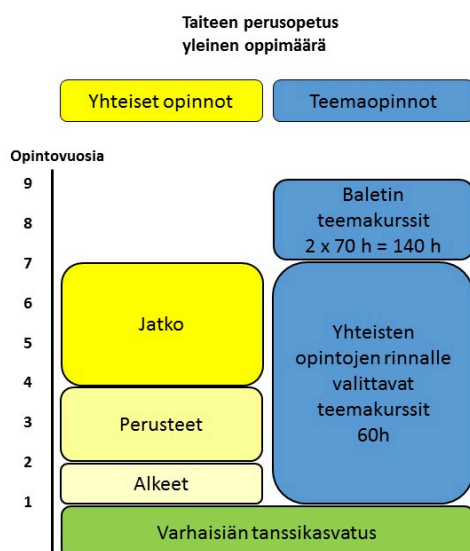 Taiteen perusopetus
yleinen oppimäärä
Yhteiset opinnot
Teemaopinnot
Opintovuosia
9
8
7
6
5
4
3
2
1
Baletin
teemakurssit
2 x 70 h = 140 h
Jatko
Yhteisten
opintojen rinnalle
valittavat
teemakurssit
60h
Perusteet
Alkeet
Varhaisiän tanssikasvatus